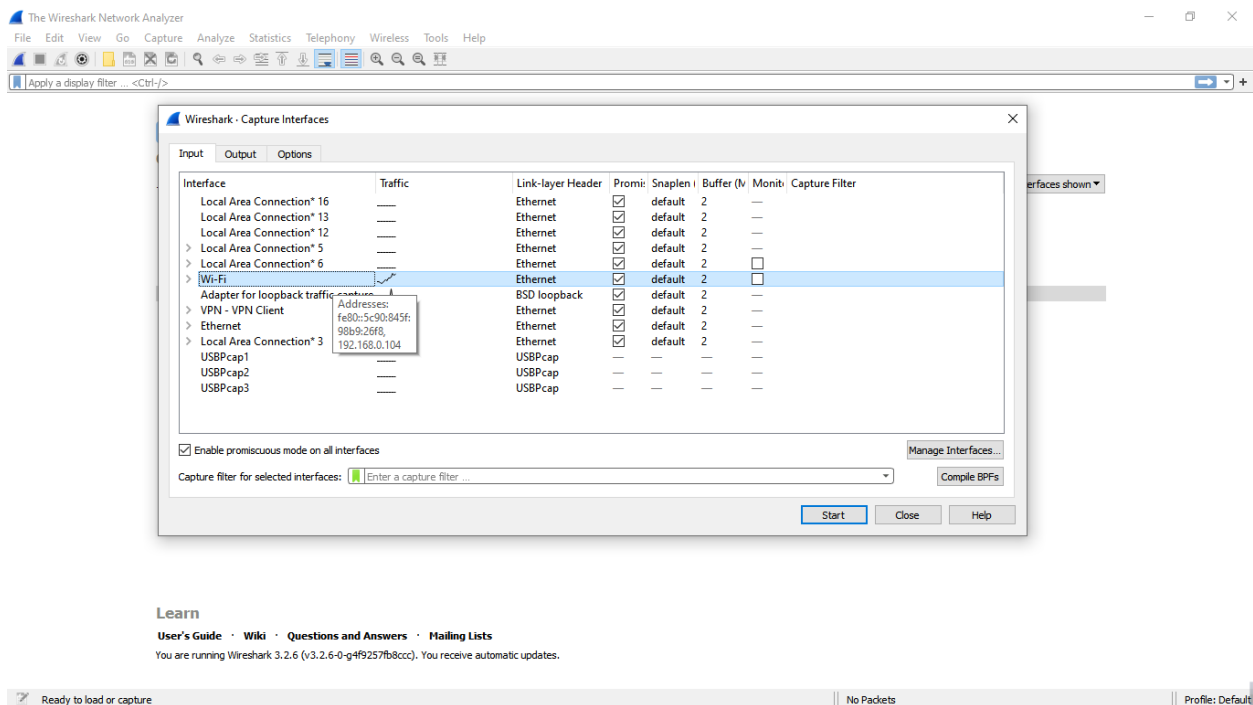 The Wireshark Network Analyzer
File Edit View Go Capture Analyze Statistics Telephony Wireless Tools Help
Apply a display filter ... <Ctrl-/>
+
Wireshark · Capture Interfaces
Input Output Options
Interface Traffic Link-layer Header Promi: Snaplen ( Buffer (M Monit Capture Filter
erfaces shown
Local Area Connection* 16 Ethernet default 2 —
Local Area Connection* 13 Ethernet default 2 —
Local Area Connection* 12 Ethernet default 2 —
Local Area Connection* 5 Ethernet default 2 —
Local Area Connection* 6 Ethernet default 2
Wi-Fi Ethernet default 2
Adapter for loopback traffic capture BSD loopback default 2 —
VPN - VPN Client Ethernet default 2 —
Ethernet Ethernet default 2 —
Local Area Connection* 3 Ethernet default 2 —
USBPcap1 USBPcap — — — —
USBPcap2 USBPcap — — — —
USBPcap3 USBPcap — — — —
Addresses:
fe80::5c90:845f:
98b9:26f8,
192.168.0.104
Enable promiscuous mode on all interfaces
Manage Interfaces...
Capture filter for selected interfaces: Enter a capture filter ...
Compile BPFs
Start Close Help
Learn
User's Guide · Wiki · Questions and Answers · Mailing Lists
You are running Wireshark 3.2.6 (v3.2.6-0-g4f9257fb8ccc). You receive automatic updates.
Ready to load or capture No Packets Profile: Default